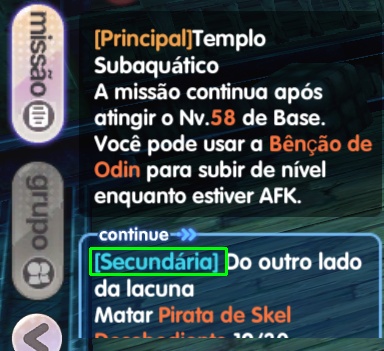 missão
[Principal]Templo
Subaquático
A missão continua após
atingir o Nv.58 de Base.
Você pode usar a Bênção de
Odin para subir de nível
enquanto estiver AFK.
grupo
continue
[Secundária] Do outro lado
da lacuna
Matar Pirata de Skel